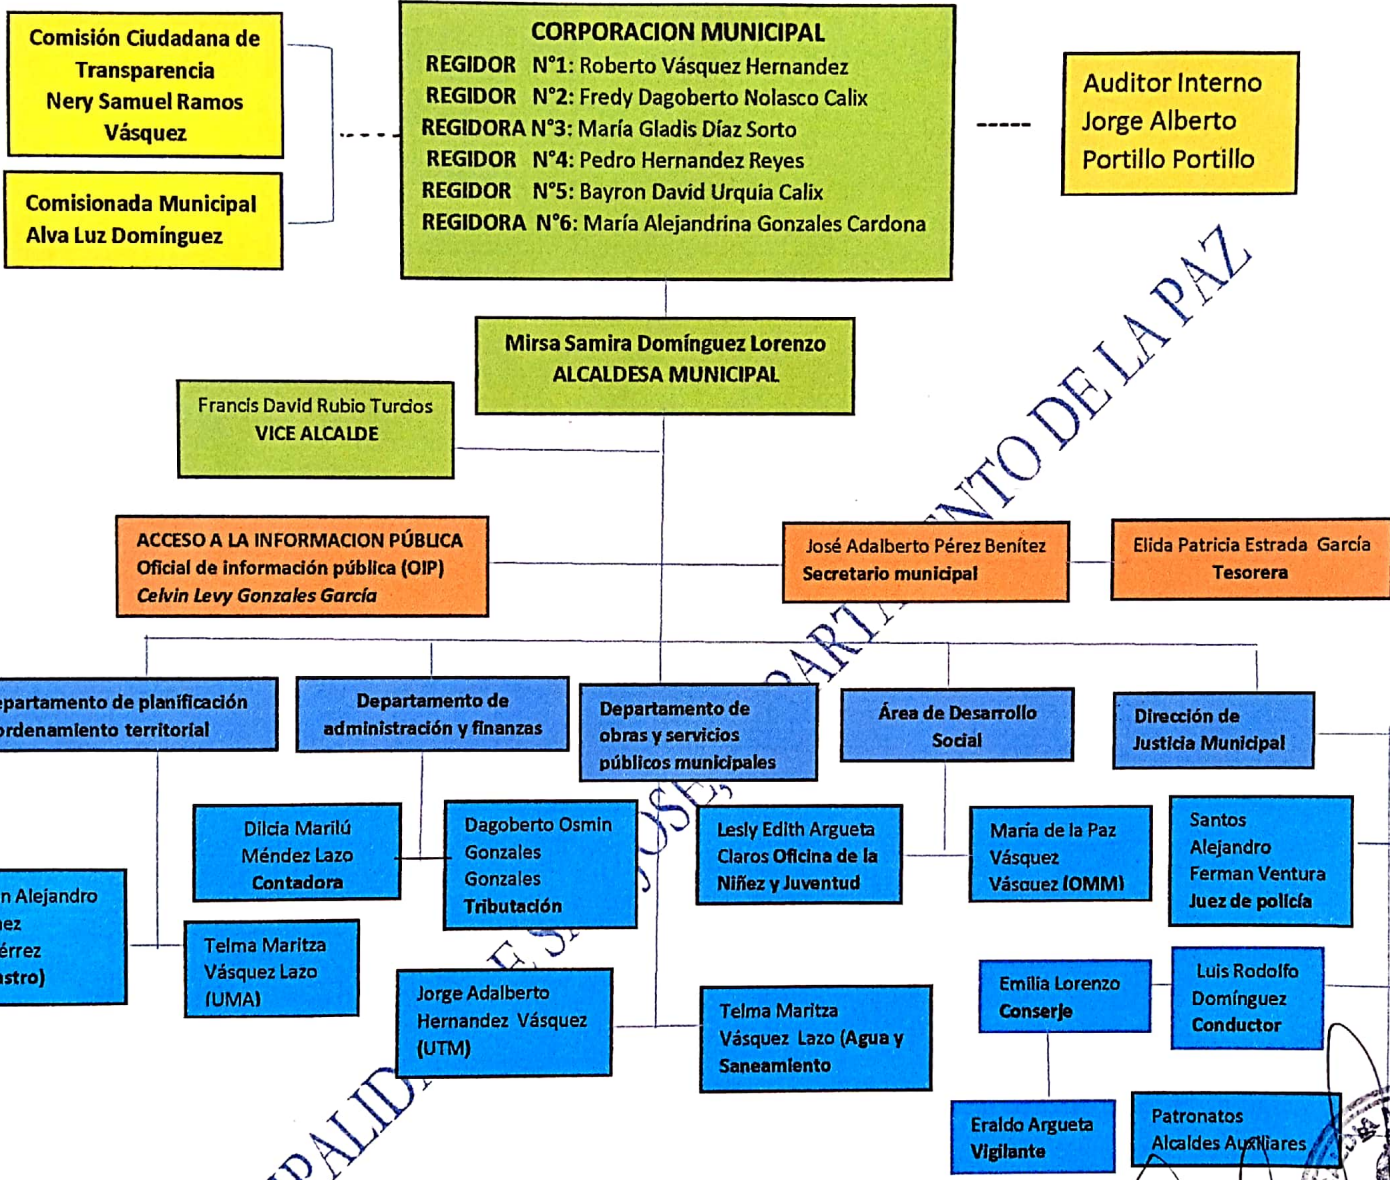 Comisión Ciudadana de
Transparencia
Nery Samuel Ramos
Vásquez
Comisionada Municipal
Alva Luz Domínguez
CORPORACION MUNICIPAL
REGIDOR N°1: Roberto Vásquez Hernandez
REGIDOR N°2: Fredy Dagoberto Nolasco Calix
REGIDORA N°3: María Gladis Díaz Sorto
REGIDOR N°4: Pedro Hernandez Reyes
REGIDOR N°5: Bayron David Urquia Calix
REGIDORA N°6: María Alejandrina Gonzales Cardona
Auditor Interno
Jorge Alberto
Portillo Portillo
Mirsa Samira Domínguez Lorenzo
ALCALDESA MUNICIPAL
Francis David Rubio Turcios
VICE ALCALDE
ACCESO A LA INFORMACION PÚBLICA
Oficial de información pública (OIP)
Celvin Levy Gonzales García
José Adalberto Pérez Benítez
Secretario municipal
Elida Patricia Estrada García
Tesorera
epartamento de planificación
ordenamiento territorial
Departamento de
administración y finanzas
Departamento de
obras y servicios
públicos municipales
Área de Desarrollo
Social
Dirección de
Justicia Municipal
n Alejandro
ez
érrez
astro)
Telma Maritza
Vásquez Lazo
(UMA)
Dilcia Marilú
Méndez Lazo
Contadora
Dagoberto Osmin
Gonzales
Gonzales
Tributación
Jorge Adalberto
Hernandez Vásquez
(UTM)
Telma Maritza
Vásquez Lazo (Agua y
Saneamiento
Lesly Edith Argueta
Claros Oficina de la
Niñez y Juventud
María de la Paz
Vásquez
Vásquez (OMM)
Santos
Alejandro
Ferman Ventura
Juez de policía
Emilia Lorenzo
Conserje
Luis Rodolfo
Domínguez
Conductor
Eraldo Argueta
Vigilante
Patronatos
Alcaldes Auxiliares
IPALID E SA JOSE, PARTA ENTO DE LA PAZ